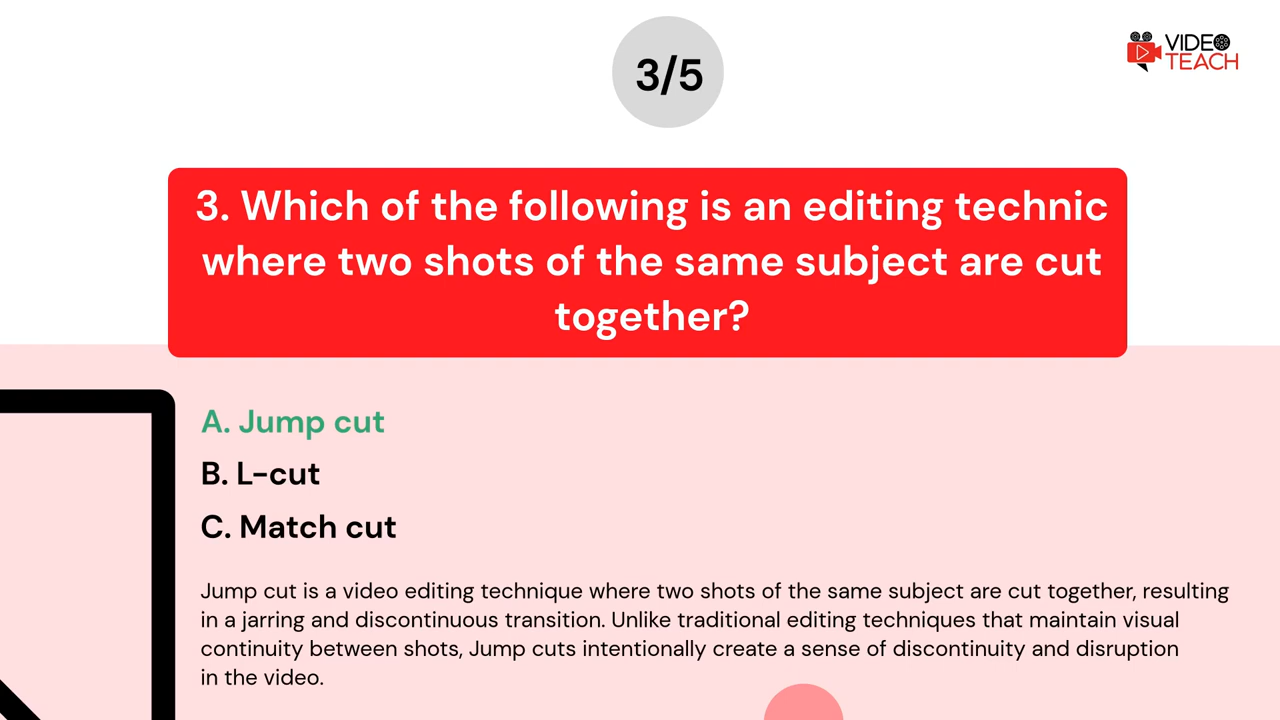 3/5
VIDEO
TEACH
3. Which of the following is an editing technic
where two shots of the same subject are cut
together?
A. Jump cut
B. L-cut
C. Match cut
Jump cut is a video editing technique where two shots of the same subject are cut together, resulting
in a jarring and discontinuous transition. Unlike traditional editing techniques that maintain visual
continuity between shots, Jump cuts intentionally create a sense of discontinuity and disruption
in the video.